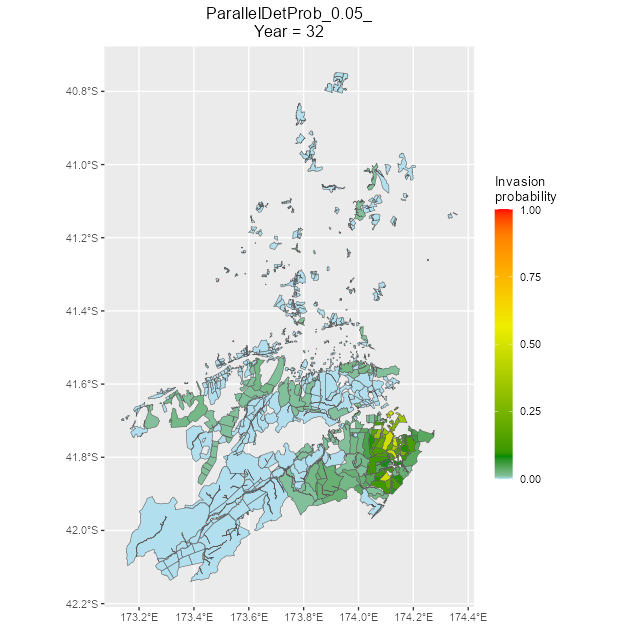 ParallelDetProb_0.05_
Year = 32
40.8°S
41.0°S
41.2°S
41.4°S
41.6°S
41.8°S
42.0°S
42.2°S
173.2°E
173.4°E
173.6°E
173.8°E
174.0°E
174.2°E
174.4°E
Invasion
probability
1.00
0.75
0.50
0.25
0.00